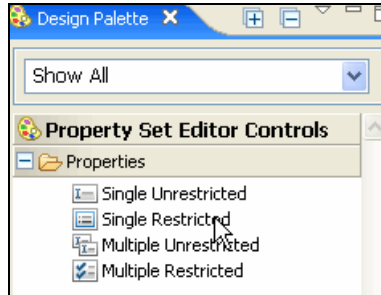 Design Palette
Show All
Property Set Editor Controls
Properties
Single Unrestricted
Single Restricted
Multiple Unrestricted
Multiple Restricted